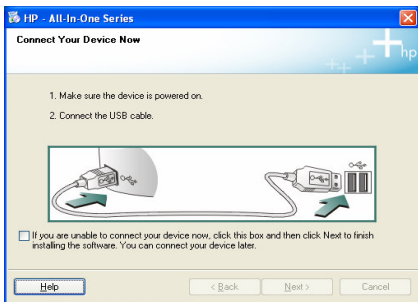 HP - All-In-One Series
Connect Your Device Now
hp
1. Make sure the device is powered on.
2. Connect the USB cable.
If you are unable to connect your device now, click this box and then click Next to finish
installing the software. You can connect your device later.
Help
< Back
Next >
Cancel